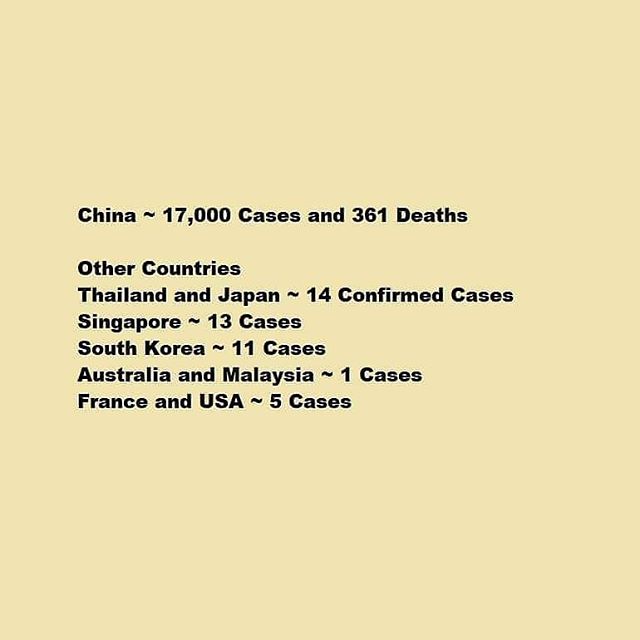 China ~ 17,000 Cases and 361 Deaths
Other Countries
Thailand and Japan ~ 14 Confirmed Cases
Singapore ~ 13 Cases
South Korea ~ 11 Cases
Australia and Malaysia ~ 1 Cases
France and USA ~ 5 Cases